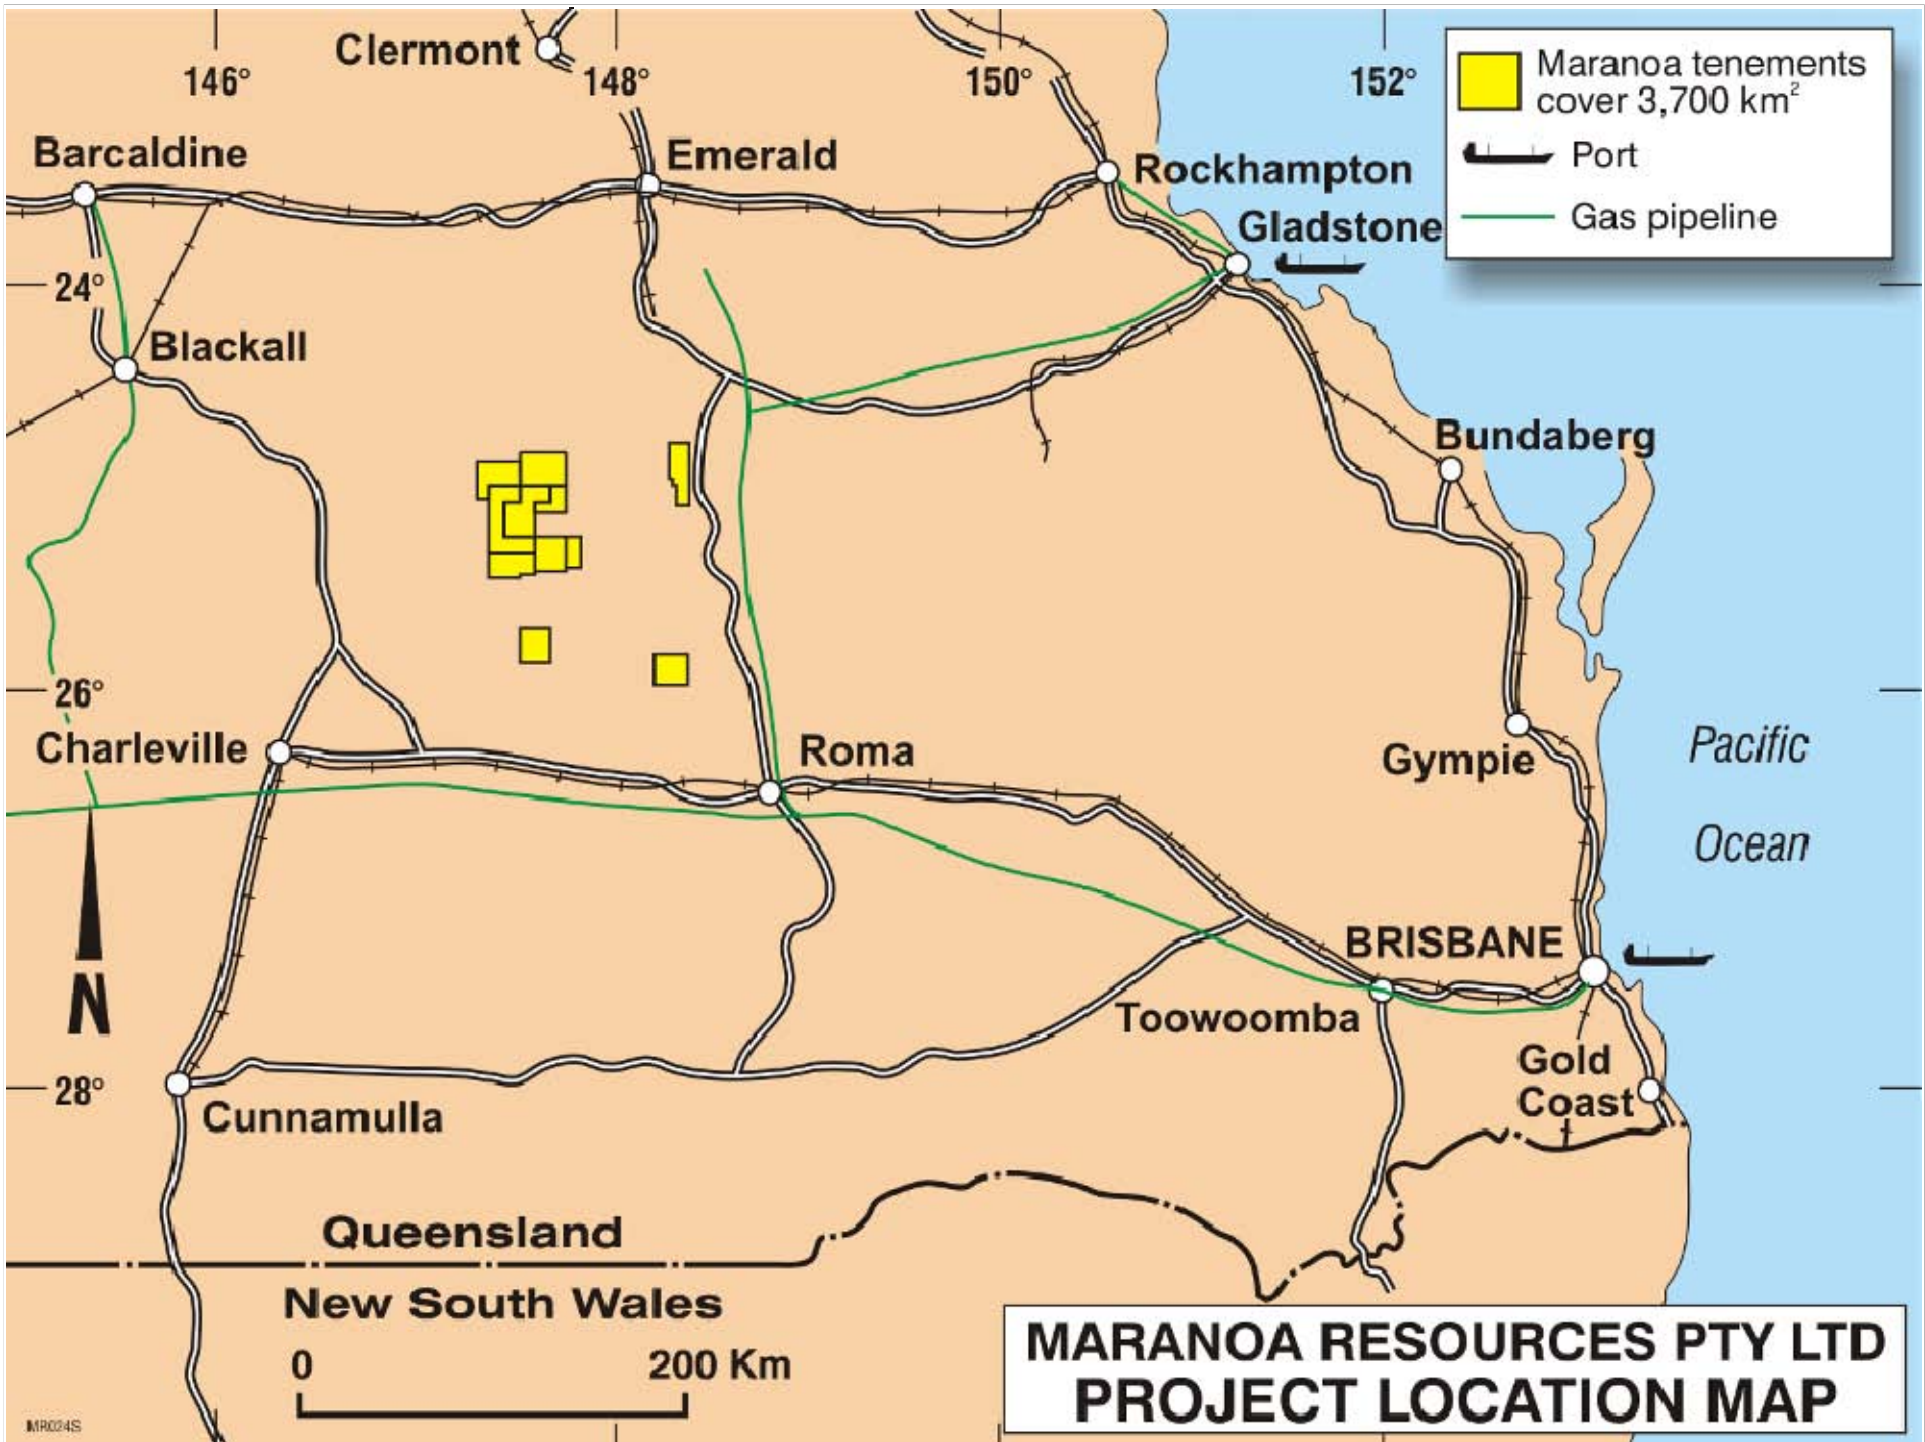 Clermont
146°
148°
150°
152°
Maranoa tenements
cover 3,700 km²
Port
Gas pipeline
Barcaldine
Emerald
Rockhampton
Gladstone
24°
Blackall
Bundaberg
26°
Charleville
Roma
Gympie
Pacific
Ocean
BRISBANE
N
Toowoomba
Gold
Coast
28°
Cunnamulla
Queensland
New South Wales
0 200 Km
MARANOA RESOURCES PTY LTD
PROJECT LOCATION MAP
MR024S